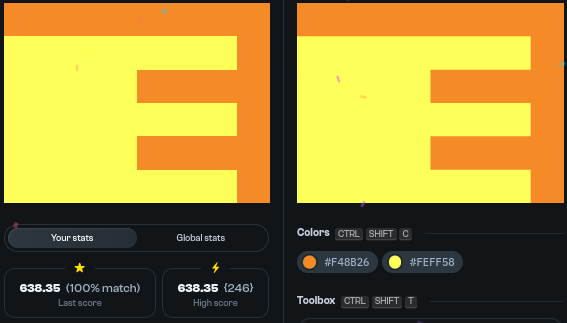 Colors CTRL SHIFT C
#F48B26 #FEFF58
Your stats Global stats
638.35 (100% match)
Last score
638.35 {246}
High score
Toolbox CTRL SHIFT T